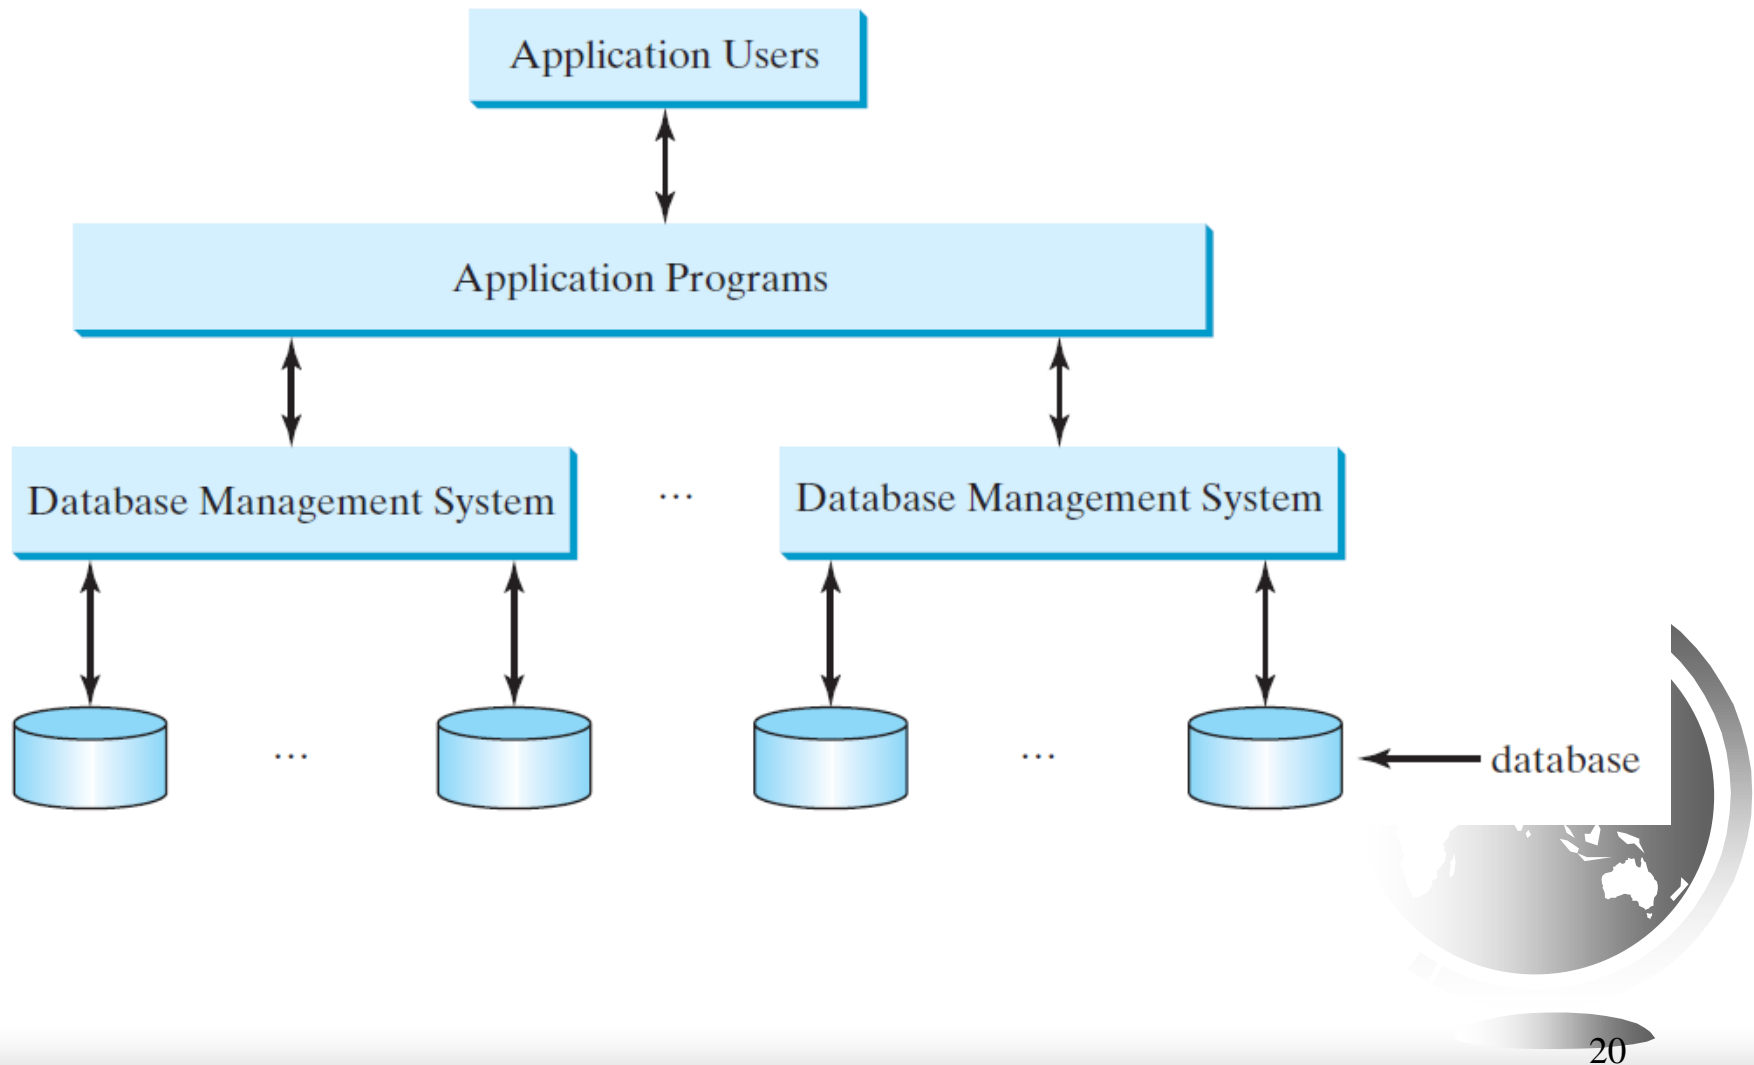 Application Users
Application Programs
Database Management System
...
Database Management System
...
...
database
20